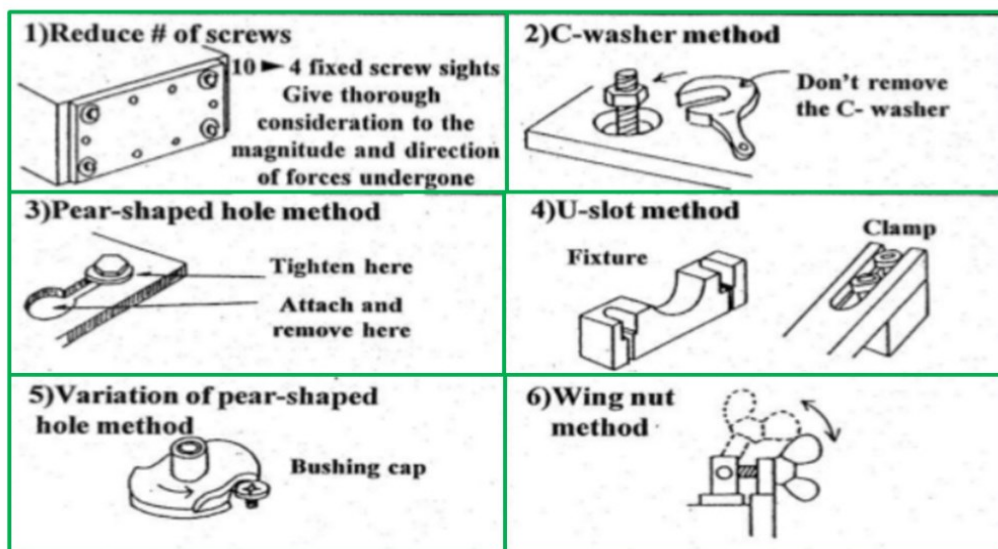 1)Reduce # of screws
10 ► 4 fixed screw sights
Give thorough
consideration to the
magnitude and direction
of forces undergone
2)C-washer method
Don't remove
the C- washer
3)Pear-shaped hole method
Tighten here
Attach and
remove here
4)U-slot method
Fixture
Clamp
5)Variation of pear-shaped
hole method
Bushing cap
6)Wing nut
method